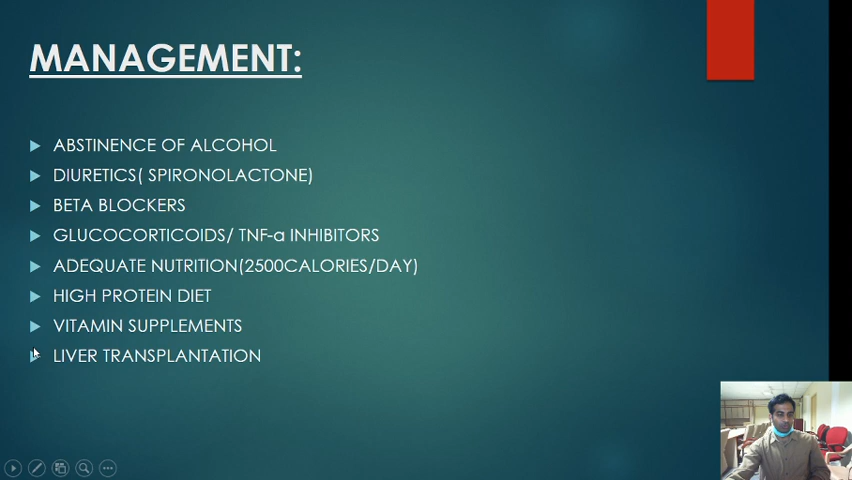 MANAGEMENT:
ABSTINENCE OF ALCOHOL
DIURETICS( SPIRONOLACTONE)
BETA BLOCKERS
GLUCOCORTICOIDS/ TNF-α INHIBITORS
ADEQUATE NUTRITION(2500CALORIES/DAY)
HIGH PROTEIN DIET
VITAMIN SUPPLEMENTS
LIVER TRANSPLANTATION